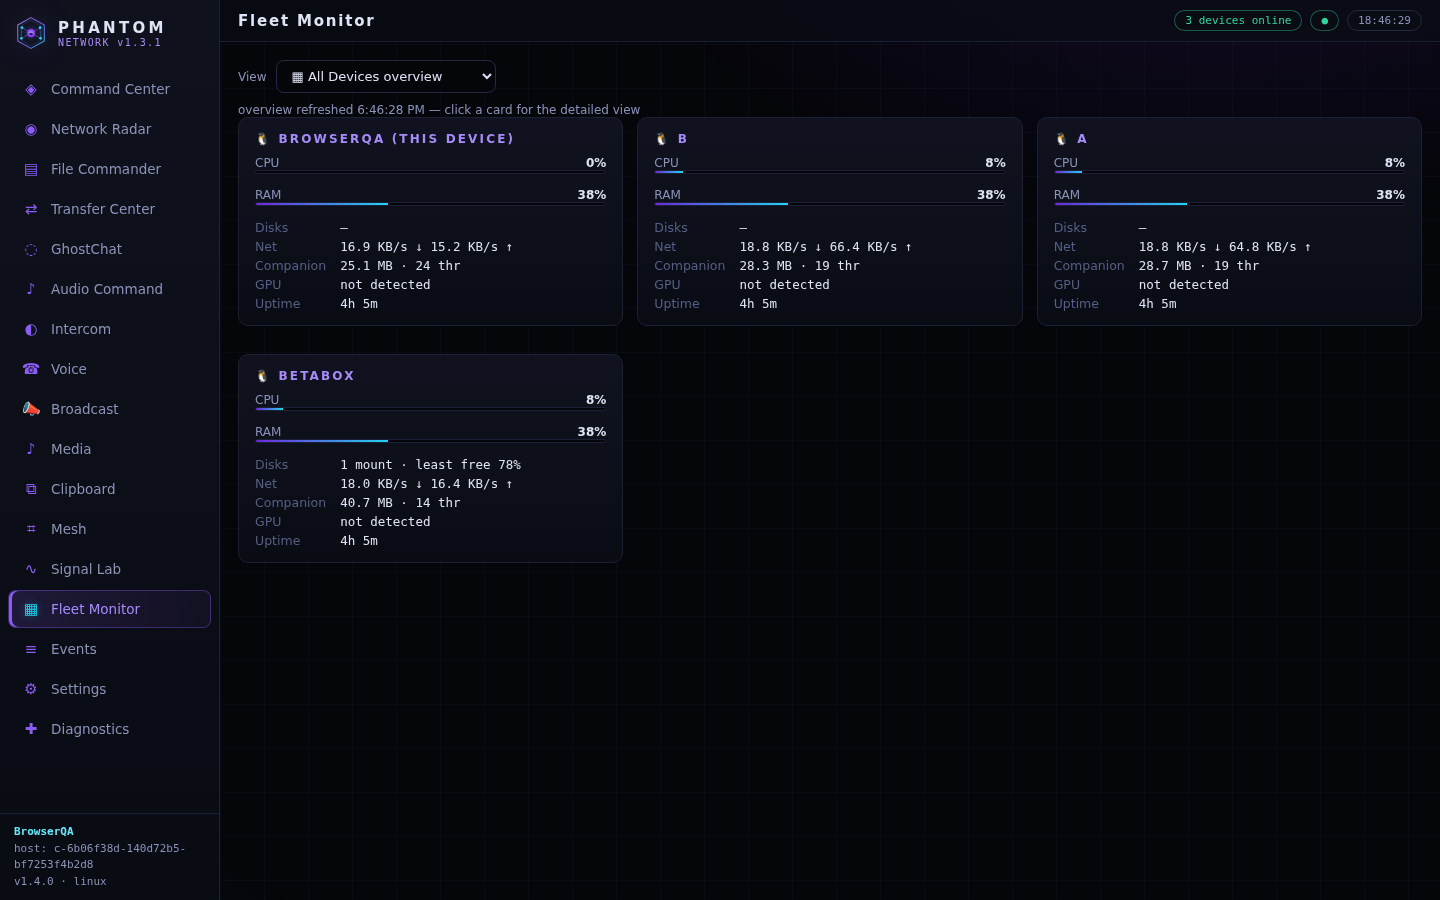 PHANTOM
NETWORK v1.3.1
Command Center
Network Radar
File Commander
Transfer Center
GhostChat
Audio Command
Intercom
Voice
Broadcast
Media
Clipboard
Mesh
Signal Lab
Fleet Monitor
Events
Settings
Diagnostics
BrowserQA
host: c-6b06f38d-140d72b5-
bf7253f4b2d8
v1.4.0 · linux
Fleet Monitor
3 devices online
●
18:46:29
View
▦ All Devices overview
overview refreshed 6:46:28 PM — click a card for the detailed view
BROWSERQA (THIS DEVICE)
CPU 0%
RAM 38%
Disks —
Net 16.9 KB/s ↓ 15.2 KB/s ↑
Companion 25.1 MB · 24 thr
GPU not detected
Uptime 4h 5m
B
CPU 8%
RAM 38%
Disks —
Net 18.8 KB/s ↓ 66.4 KB/s ↑
Companion 28.3 MB · 19 thr
GPU not detected
Uptime 4h 5m
A
CPU 8%
RAM 38%
Disks —
Net 18.8 KB/s ↓ 64.8 KB/s ↑
Companion 28.7 MB · 19 thr
GPU not detected
Uptime 4h 5m
BETABOX
CPU 8%
RAM 38%
Disks 1 mount · least free 78%
Net 18.0 KB/s ↓ 16.4 KB/s ↑
Companion 40.7 MB · 14 thr
GPU not detected
Uptime 4h 5m